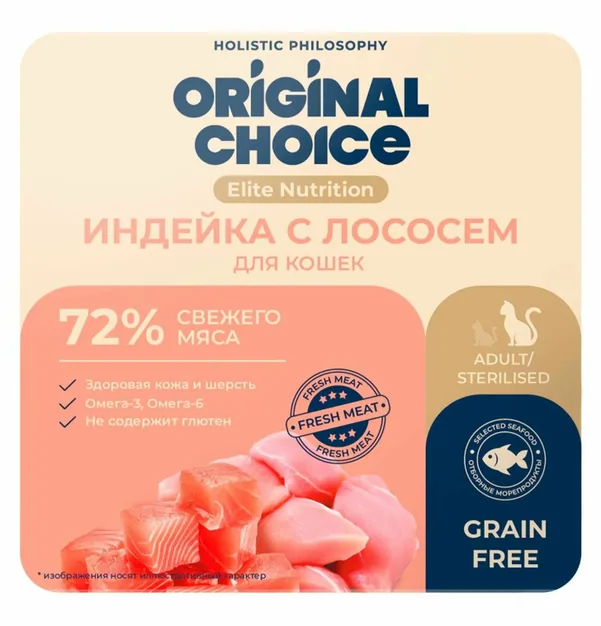 HOLISTIC PHILOSOPHY
ORIGINAL
CHOICE
Elite Nutrition
ИНДЕЙКА С ЛОСОСЕМ
ДЛЯ КОШЕК
72% СВЕЖЕГО
МЯСА
Здоровая кожа и шерсть
Омега-3, Омега-6
Не содержит глютен
FRESH MEAT
FRESH MEAT
FRESH MEAT
ADULT/
STERILISED
SELECTED SEAFOOD
ОТБОРНЫЕ МОРЕПРОДУКТЫ
GRAIN
FREE
* изображения носят иллюстративный характер